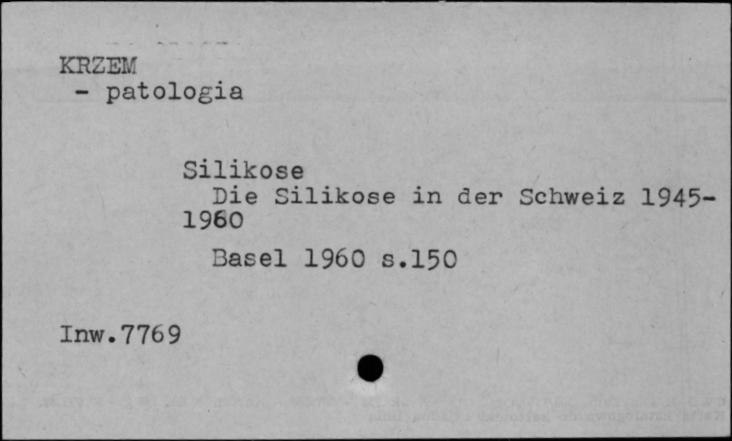 KRZEM
- patologia
Silikose
Die Silikose in der Schweiz 1945-
1960
Basel 1960 s.150
Inw.7769